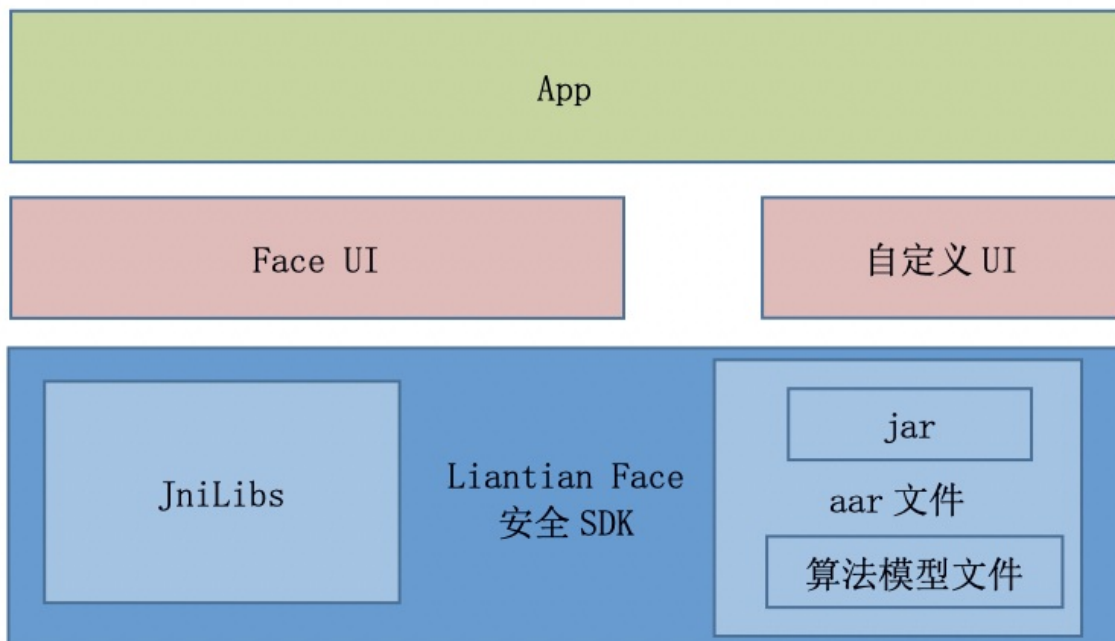 App
Face UI
自定义 UI
JniLibs
Liantian Face
安全 SDK
jar
aar 文件
算法模型文件